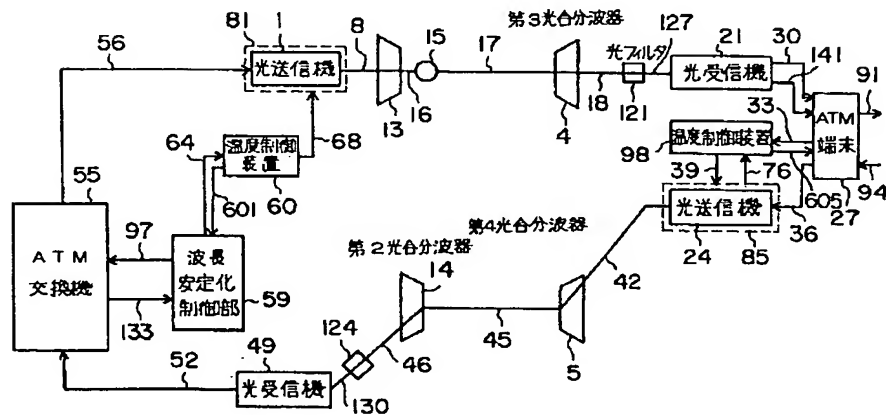 第3光合分波器
56
81
1
8
15
17
光フィルタ
127
21
30
141
91
光送信機
光受信機
13
16
4
18
121
33
ATM
端末
64
68
温度制御
装置
60
98
温度制御装器
39
76
605
94
27
55
601
97
第2光合分波器
第4光合分波器
光送信機
36
24
85
ATM
交換機
波長
安定化
制御部
59
133
14
42
124
46
45
5
52
49
光受信機
130